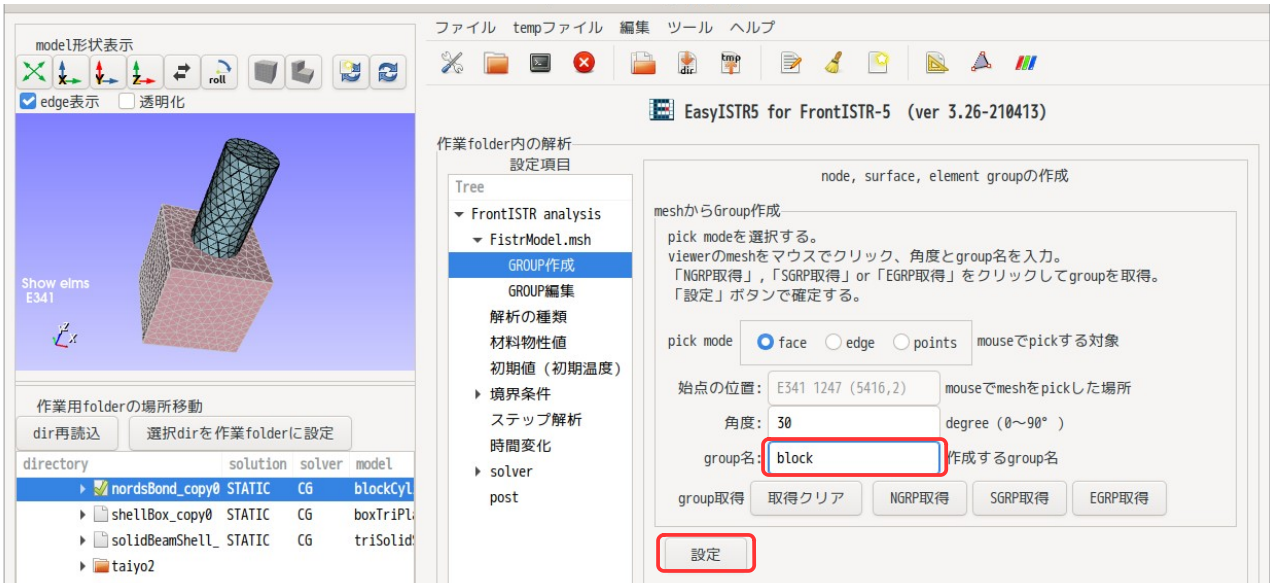 model形状表示
roll
edge表示 透明化
Show elms
E341
作業用folderの場所移動
dir再読込 選択dirを作業folderに設定
directory solution solver model
nordsBond_copy0 STATIC CG blockCyl
shellBox_copy0 STATIC CG boxTriPl
solidBeamShell_ STATIC CG triSolid
taiyo2
ファイル tempファイル 編集 ツール ヘルプ
dir tmp
EasyISTR5 for FrontISTR-5 (ver 3.26-210413)
作業folder内の解析
設定項目
Tree
FrontISTR analysis
FistrModel.msh
GROUP作成
GROUP編集
解析の種類
材料物性値
初期値(初期温度)
境界条件
ステップ解析
時間変化
solver
post
node, surface, element groupの作成
meshからGroup作成
pick modeを選択する。
viewerのmeshをマウスでクリック、角度とgroup名を入力。
「NGRP取得」,「SGRP取得」or「EGRP取得」をクリックしてgroupを取得。
「設定」ボタンで確定する。
pick mode face edge points mouseでpickする対象
始点の位置: E341 1247 (5416,2) mouseでmeshをpickした場所
角度: 30 degree (0～90° )
group名: block 作成するgroup名
group取得 取得クリア NGRP取得 SGRP取得 EGRP取得
設定